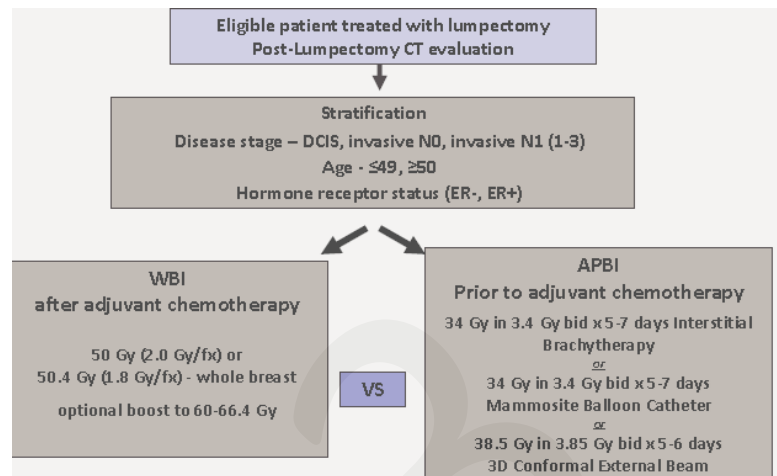 Eligible patient treated with lumpectomy
Post-Lumpectomy CT evaluation
Stratification
Disease stage – DCIS, invasive N0, invasive N1 (1-3)
Age - ≤49, ≥50
Hormone receptor status (ER-, ER+)
WBI
after adjuvant chemotherapy
50 Gy (2.0 Gy/fx) or
50.4 Gy (1.8 Gy/fx) - whole breast
optional boost to 60-66.4 Gy
VS
APBI
Prior to adjuvant chemotherapy
34 Gy in 3.4 Gy bid x 5-7 days Interstitial
Brachytherapy
or
34 Gy in 3.4 Gy bid x 5-7 days
Mammosite Balloon Catheter
or
38.5 Gy in 3.85 Gy bid x 5-6 days
3D Conformal External Beam